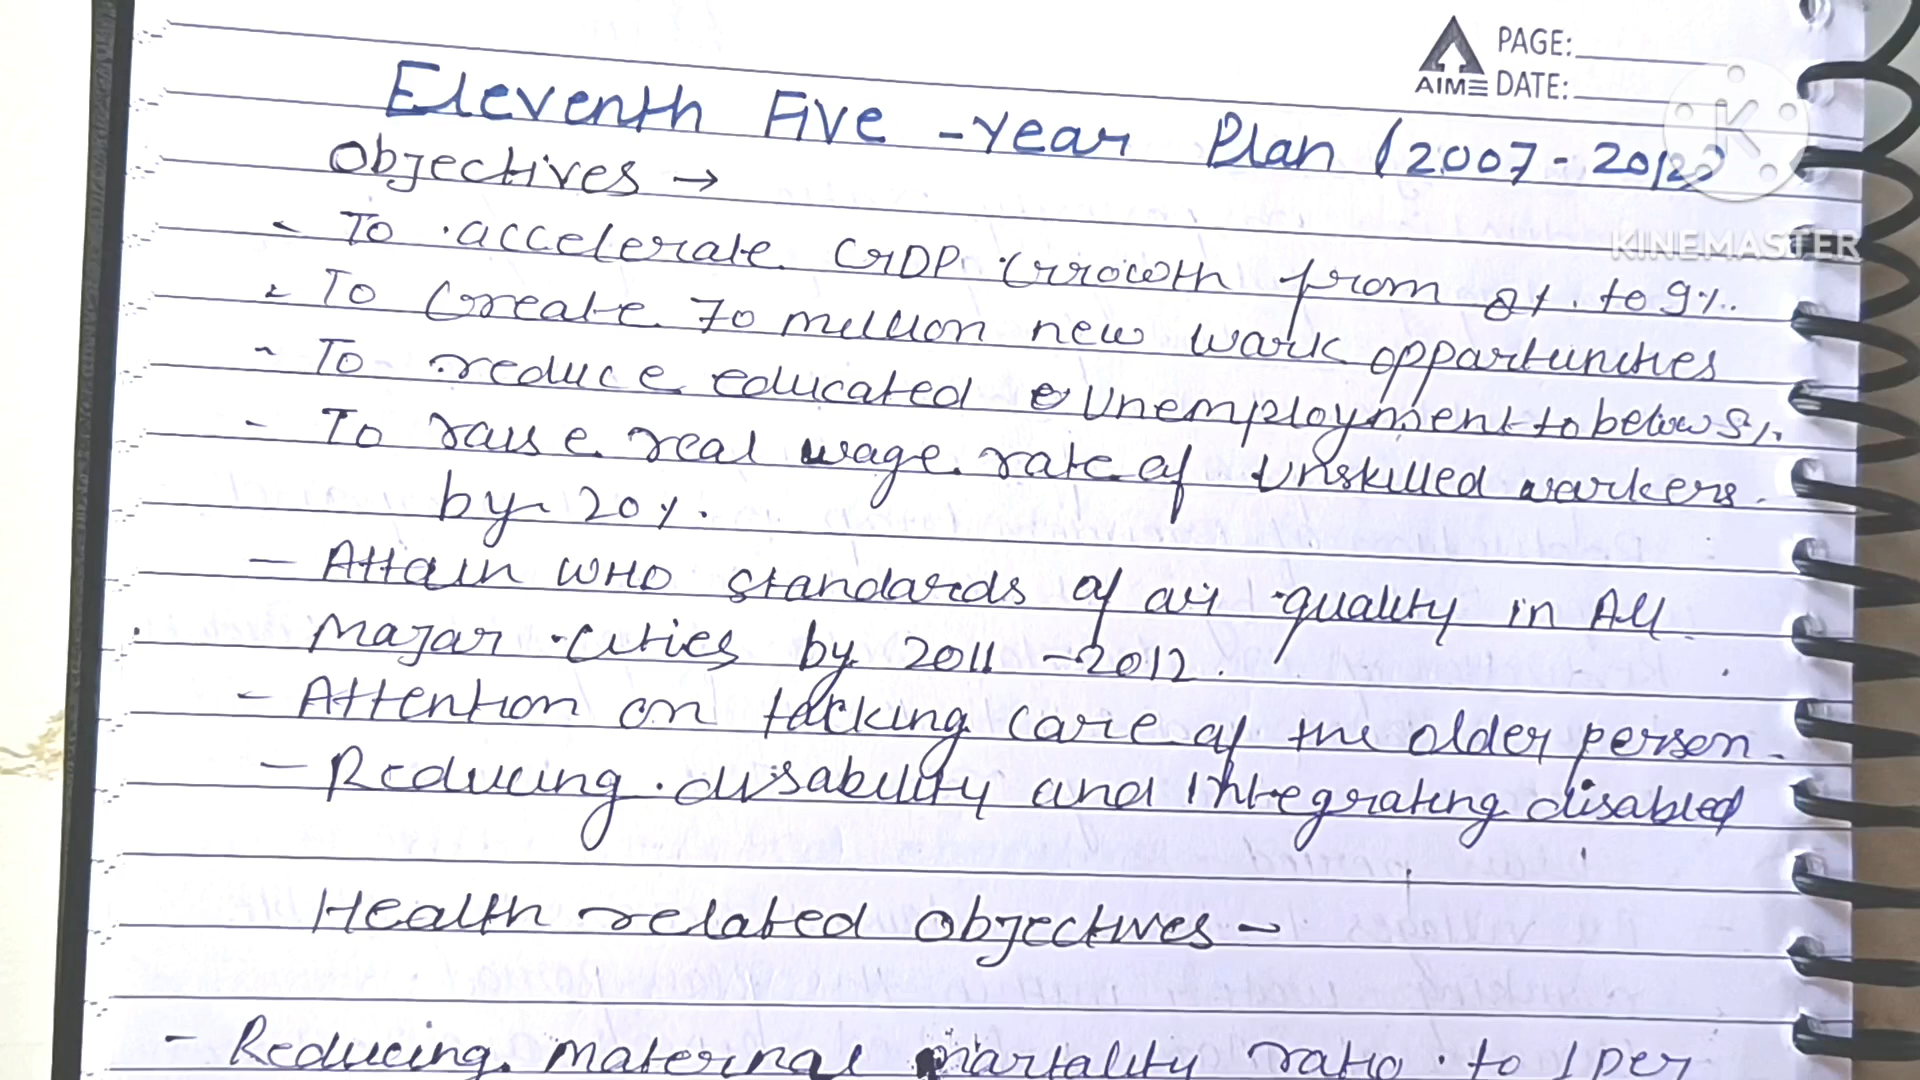 AIM PAGE:
DATE:
Eleventh Five -Year Plan (2007-2012)
K
KINEMASTER
Objectives →
- To accelerate GDP Growth from 8%. to 9%.
- To Create 70 million new work opportunities
- To reduce educated unemployment to below 5%.
- To raise real wage rate of unskilled workers.
by 20%.
- Attain WHO standards of air quality in All
Major cities by 2011-2012.
- Attention on tacking care of the older person.
- Reducing disability and integrating disabled
Health related objectives -
- Reducing maternal mortality ratio to 1 per